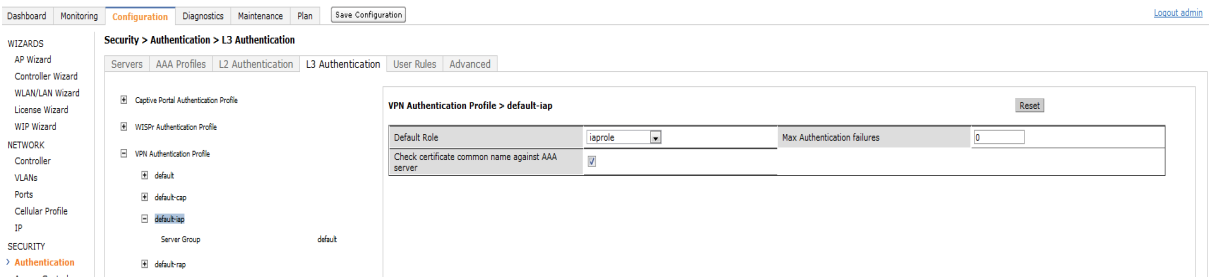 Dashboard Monitoring Configuration Diagnostics Maintenance Plan Save Configuration Logout admin
WIZARDS
AP Wizard
Controller Wizard
WLAN/LAN Wizard
License Wizard
WIP Wizard
NETWORK
Controller
VLANs
Ports
Cellular Profile
IP
SECURITY
> Authentication
Security > Authentication > L3 Authentication
Servers AAA Profiles L2 Authentication L3 Authentication User Rules Advanced
Captive Portal Authentication Profile
WISPr Authentication Profile
VPN Authentication Profile
default
default-cap
default-iap
Server Group default
default-rap
VPN Authentication Profile > default-iap Reset
Default Role iaprole Max Authentication failures 0
Check certificate common name against AAA
server